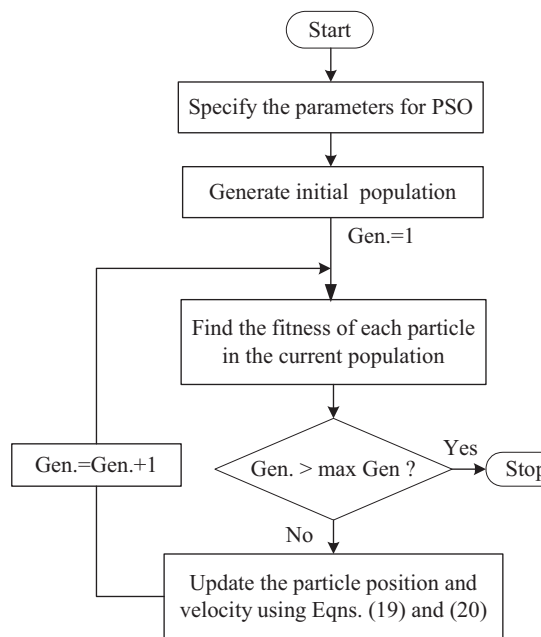 Start
Specify the parameters for PSO
Generate initial population
Gen.=1
Find the fitness of each particle
in the current population
Gen.=Gen.+1
Gen. > max Gen ?
Yes
Stop
No
Update the particle position and
velocity using Eqns. (19) and (20)